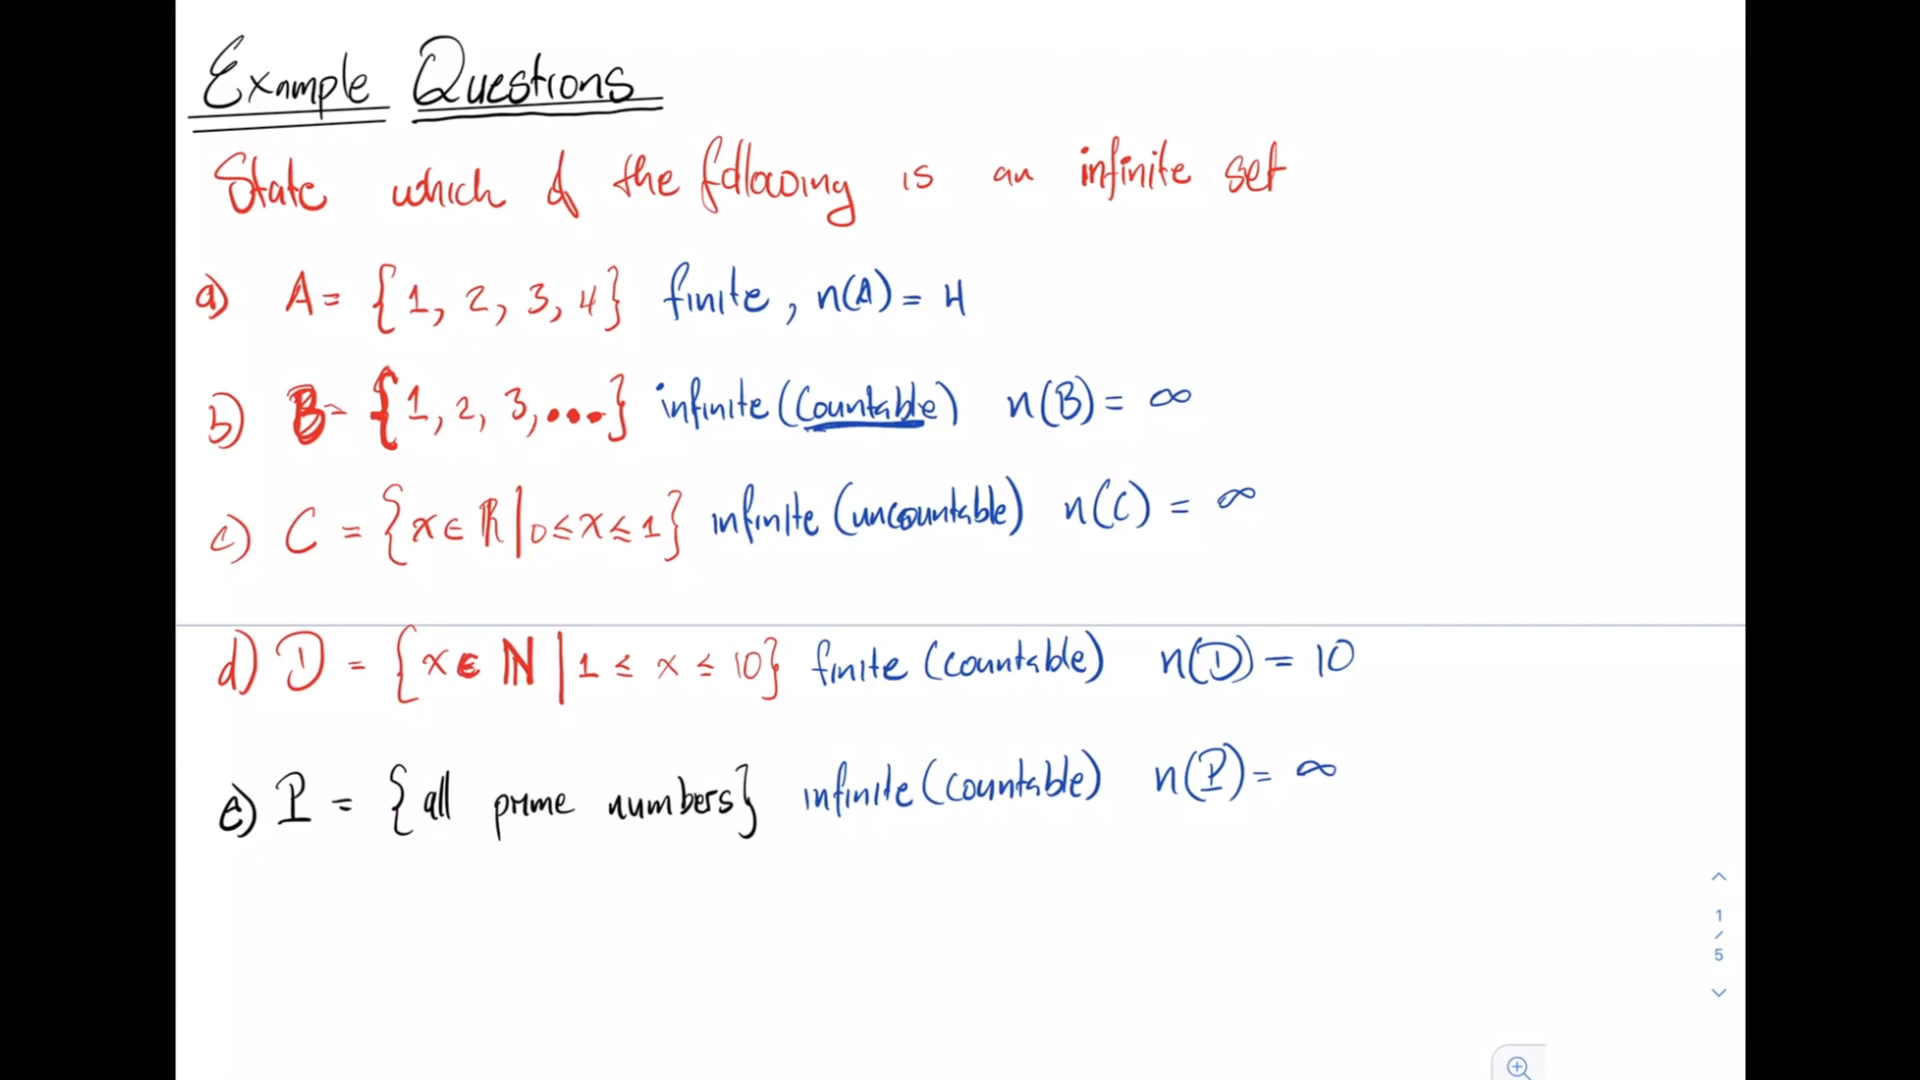 Example Questions
State which of the following is an infinite set
a) A = {1, 2, 3, 4} finite, n(A) = 4
b) B = {1, 2, 3, ...} infinite (countable) n(B) = ∞
c) C = {x ∈ ℝ | 0 ≤ x ≤ 1} infinite (uncountable) n(C) = ∞
d) D = {x ∈ ℕ | 1 ≤ x ≤ 10} finite (countable) n(D) = 10
e) P = {all prime numbers} infinite (countable) n(P) = ∞
1
/
5